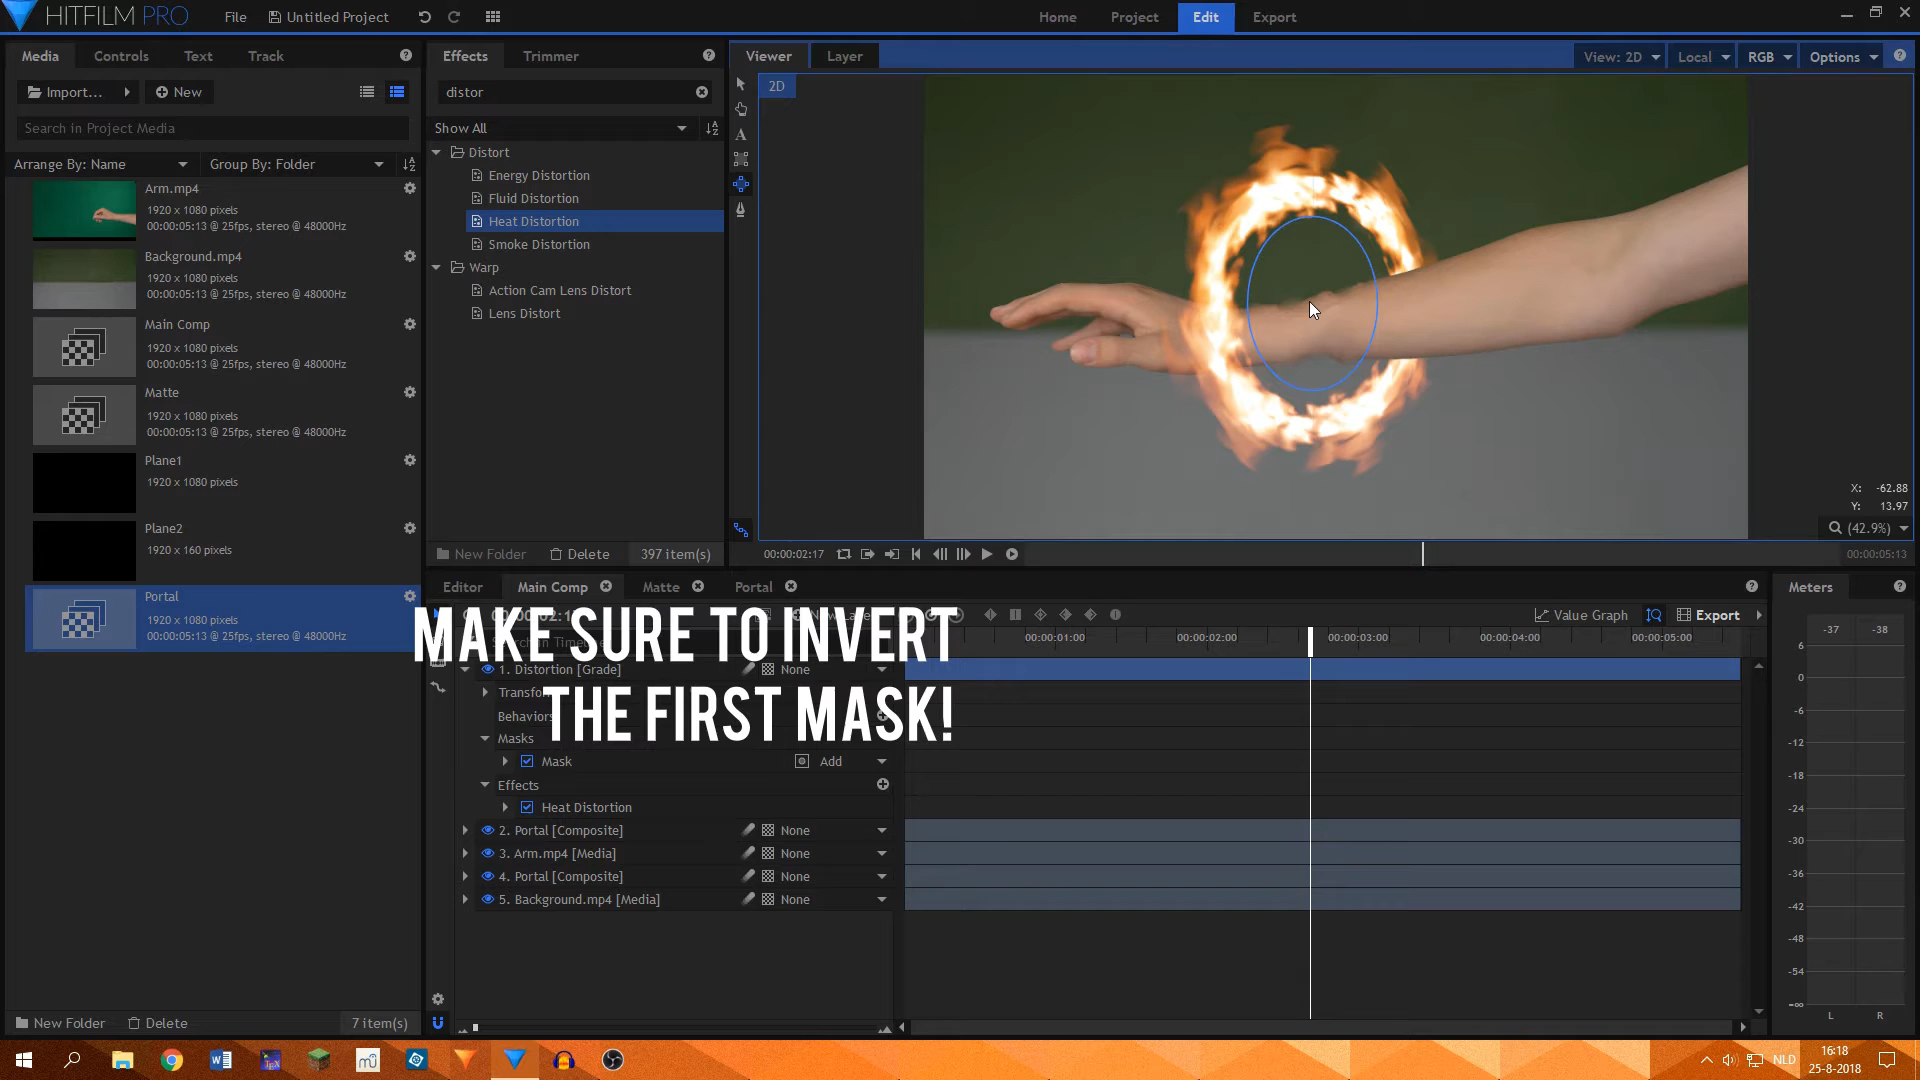 HITFILM PRO
File
Untitled Project
Home
Project
Edit
Export
Media
Controls
Text
Track
Import...
New
Search in Project Media
Arrange By: Name
Group By: Folder
Arm.mp4
1920 x 1080 pixels
00:00:05:13 @ 25fps, stereo @ 48000Hz
Background.mp4
1920 x 1080 pixels
00:00:05:13 @ 25fps, stereo @ 48000Hz
Main Comp
1920 x 1080 pixels
00:00:05:13 @ 25fps, stereo @ 48000Hz
Matte
1920 x 1080 pixels
00:00:05:13 @ 25fps, stereo @ 48000Hz
Plane1
1920 x 1080 pixels
Plane2
1920 x 160 pixels
Portal
1920 x 1080 pixels
00:00:05:13 @ 25fps, stereo @ 48000Hz
New Folder
Delete
7 item(s)
Effects
Trimmer
distor
Show All
Distort
Energy Distortion
Fluid Distortion
Heat Distortion
Smoke Distortion
Warp
Action Cam Lens Distort
Lens Distort
New Folder
Delete
397 item(s)
Viewer
Layer
View: 2D
Local
RGB
Options
2D
X: -62.88
Y: 13.97
(42.9%)
00:00:02:17
00:00:05:13
Editor
Main Comp
Matte
Portal
Value Graph
Export
MAKE SURE TO INVERT
THE FIRST MASK!
00:00:01:00
00:00:02:00
00:00:03:00
00:00:04:00
00:00:05:00
1. Distortion [Grade]
None
Behaviors
Masks
Mask
Add
Effects
Heat Distortion
2. Portal [Composite]
None
3. Arm.mp4 [Media]
None
4. Portal [Composite]
None
5. Background.mp4 [Media]
None
Meters
-37
-38
6
0
-6
-12
-18
-24
-30
-36
-42
-48
-54
-∞
L
R
NLD
16:18
25-8-2018